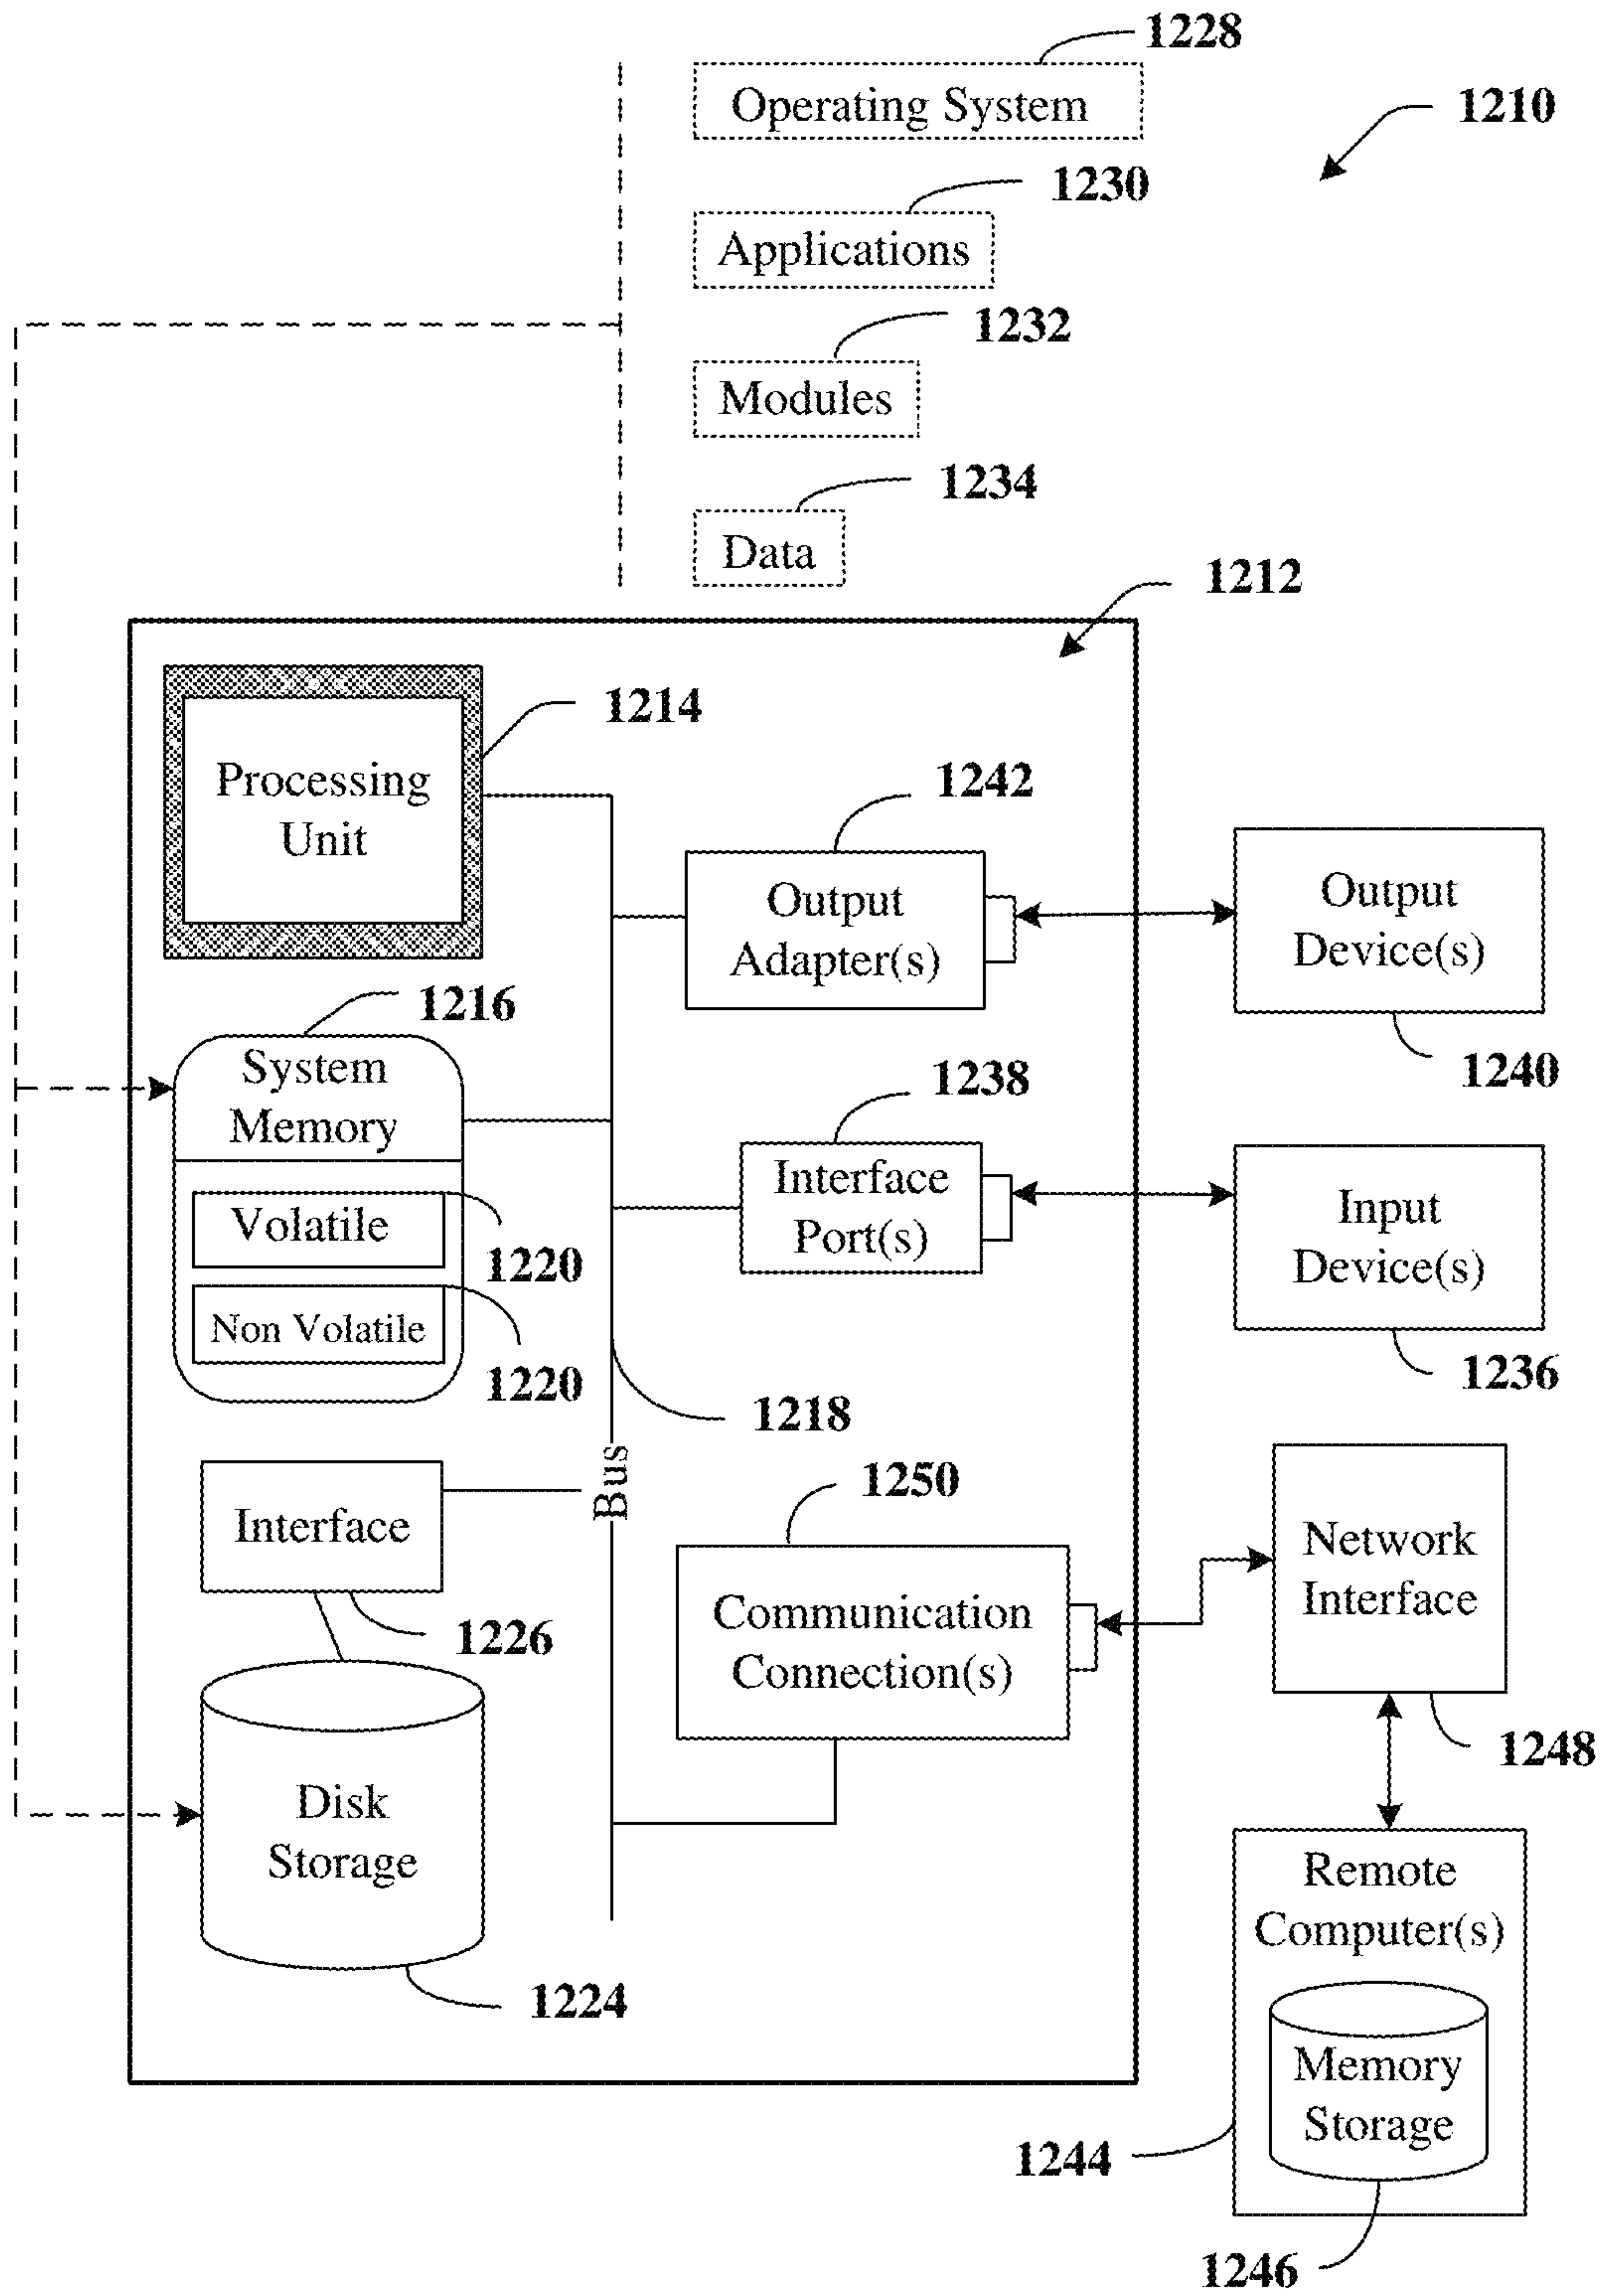 1228
Operating System
1210
1230
Applications
1232
Modules
1234
Data
1212
1214
Processing
Unit
1242
Output
Adapter(s)
Output
Device(s)
1240
1216
System
Memory
Volatile
1220
Non Volatile
1220
1238
Interface
Port(s)
Input
Device(s)
1236
1218
Bus
Interface
1226
1250
Communication
Connection(s)
Network
Interface
1248
Disk
Storage
1224
Remote
Computer(s)
Memory
Storage
1244
1246